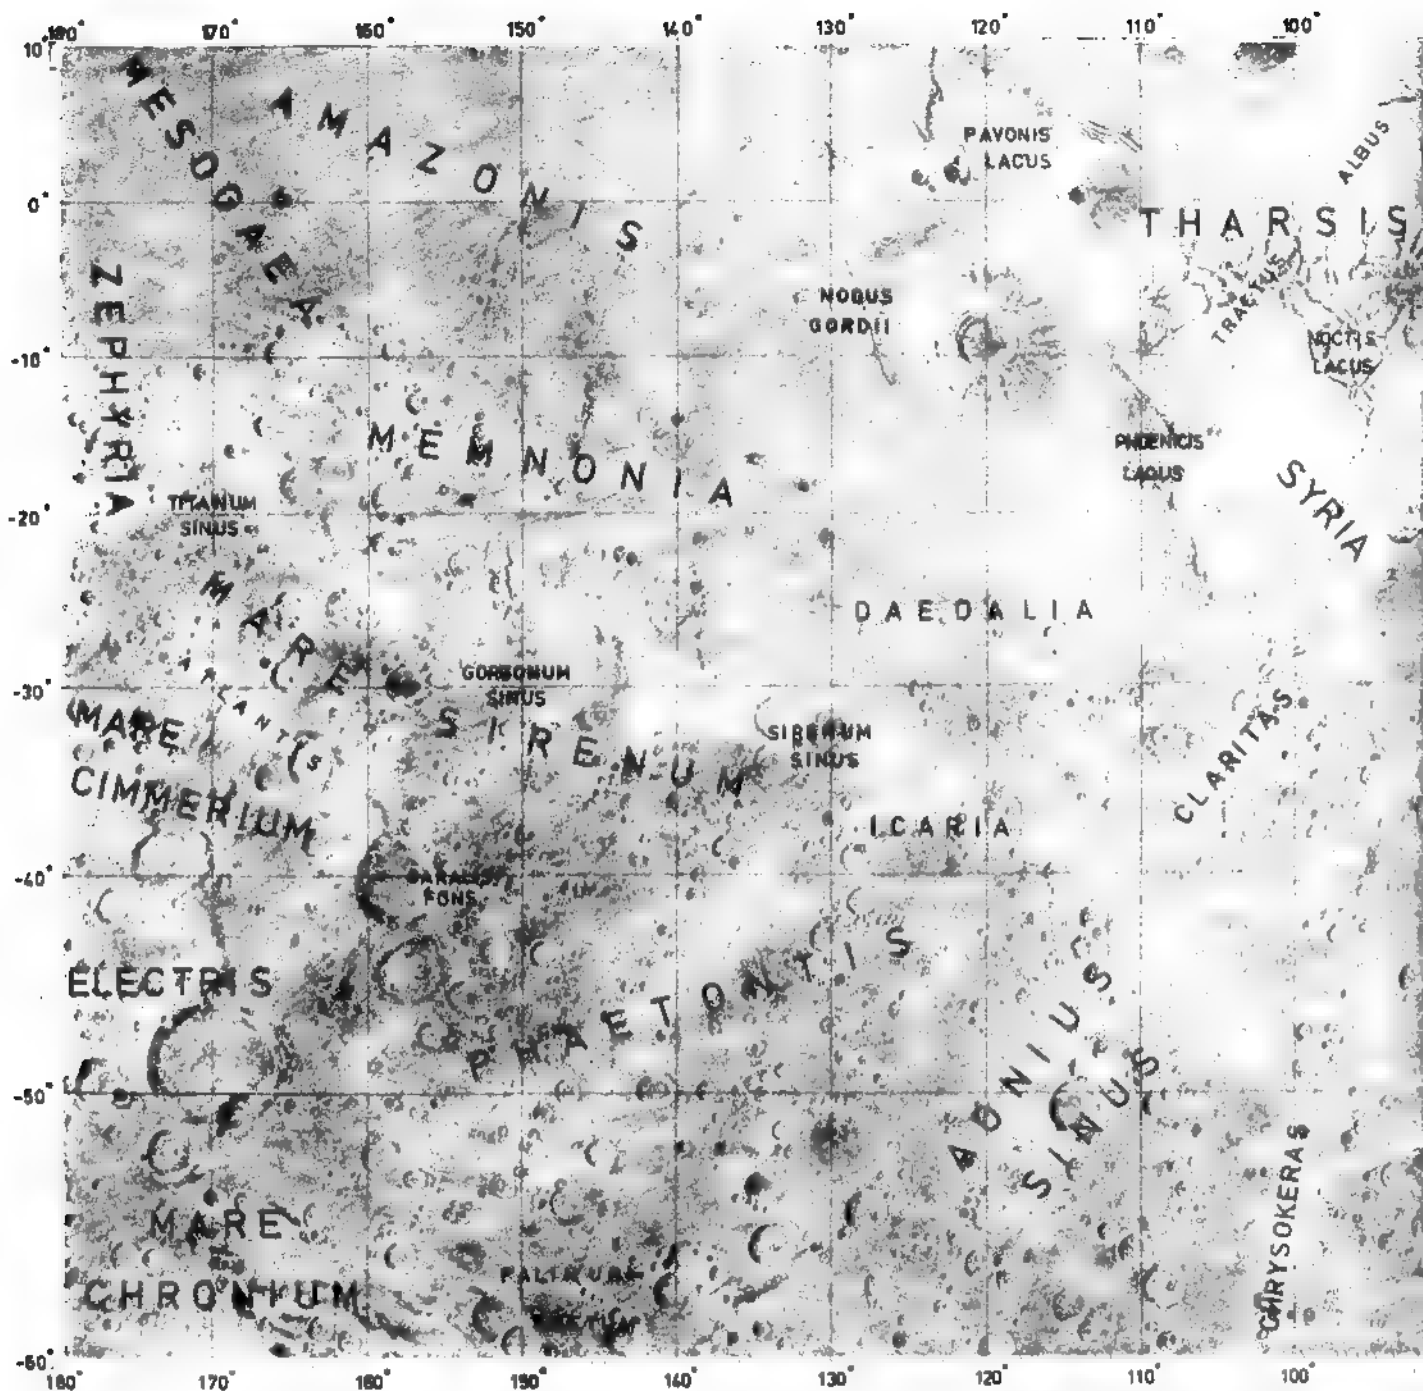 180° 170° 160° 150° 140° 130° 120° 110° 100°
10°
MESOGAEA
AMAZONIS
PAVONIS
LACUS
ALBUS
0°
THARSIS
ZEPHYRIA
NODUS
GORDII
TRACTUS
NOCTIS
LACUS
-10°
MEMNONIA
PHOENICIS
LACUS
SYRIA
TITANUM
SINUS
-20°
MARE
DAEDALIA
GORGONUM
SINUS
-30°
ATLANTIS
MARE
SIRENUM
SIRENUM
SINUS
CLARITAS
CIMMERIUM
ICARIA
-40°
FONS
ELECTRIS
PHAETONTIS
AONIUS
SINUS
-50°
MARE
CHRYSOKERAS
CHRONIUM
-60°
180° 170° 160° 150° 140° 130° 120° 110° 100°